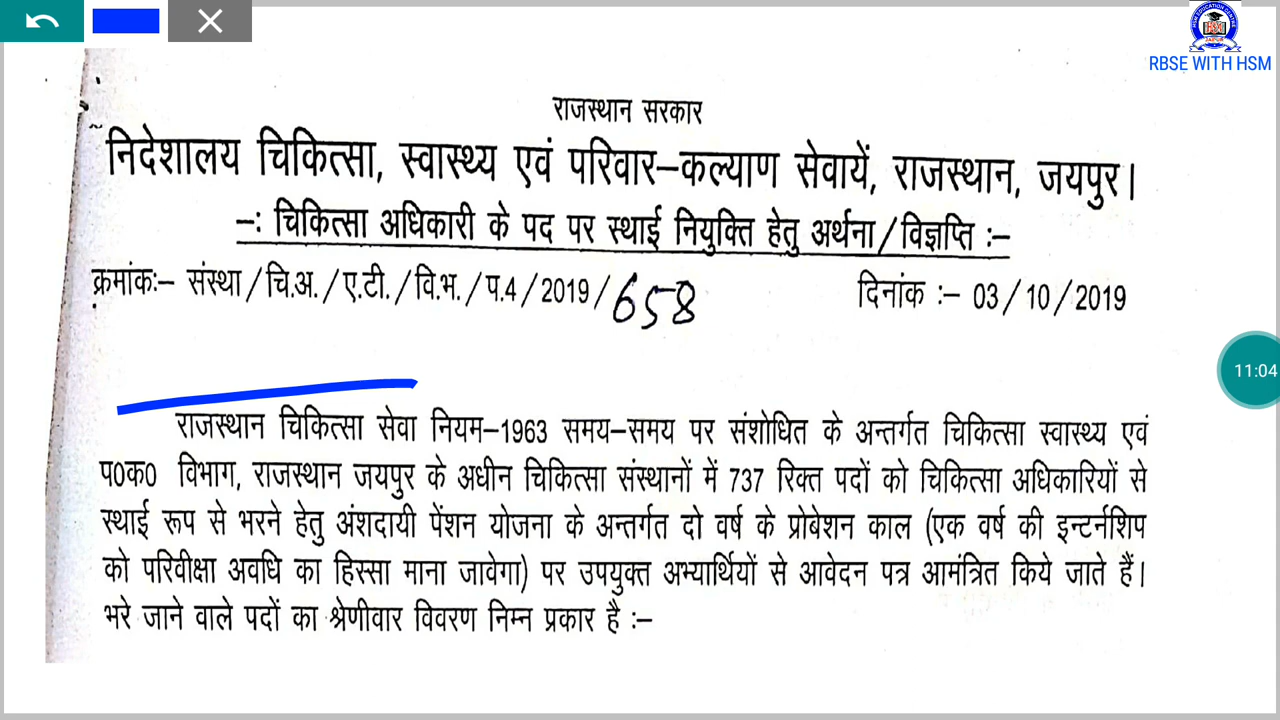 RBSE WITH HSM
राजस्थान सरकार
निदेशालय चिकित्सा, स्वास्थ्य एवं परिवार–कल्याण सेवायें, राजस्थान, जयपुर।
–: चिकित्सा अधिकारी के पद पर स्थाई नियुक्ति हेतु अर्थना/विज्ञप्ति :–
क्रमांकः– संस्था/चि.अ./ए.टी./वि.भ./प.4/2019/658 दिनांक :– 03/10/2019
11:04
राजस्थान चिकित्सा सेवा नियम–1963 समय–समय पर संशोधित के अन्तर्गत चिकित्सा स्वास्थ्य एवं
प0क0 विभाग, राजस्थान जयपुर के अधीन चिकित्सा संस्थानों में 737 रिक्त पदों को चिकित्सा अधिकारियों से
स्थाई रूप से भरने हेतु अंशदायी पेंशन योजना के अन्तर्गत दो वर्ष के प्रोबेशन काल (एक वर्ष की इन्टर्नशिप
को परिवीक्षा अवधि का हिस्सा माना जावेगा) पर उपयुक्त अभ्यार्थियों से आवेदन पत्र आमंत्रित किये जाते हैं।
भरे जाने वाले पदों का श्रेणीवार विवरण निम्न प्रकार है :–